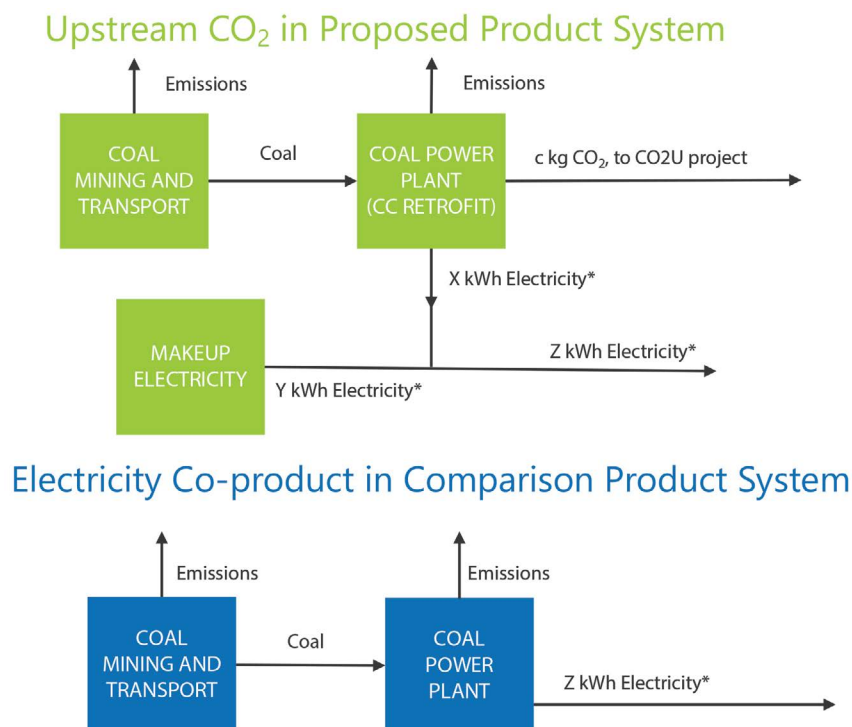 Upstream CO₂ in Proposed Product System
Emissions
Emissions
COAL
MINING AND
TRANSPORT
Coal
COAL POWER
PLANT
(CC RETROFIT)
c kg CO₂, to CO2U project
X kWh Electricity*
MAKEUP
ELECTRICITY
Y kWh Electricity*
Z kWh Electricity*
Electricity Co-product in Comparison Product System
Emissions
Emissions
COAL
MINING AND
TRANSPORT
Coal
COAL
POWER
PLANT
Z kWh Electricity*